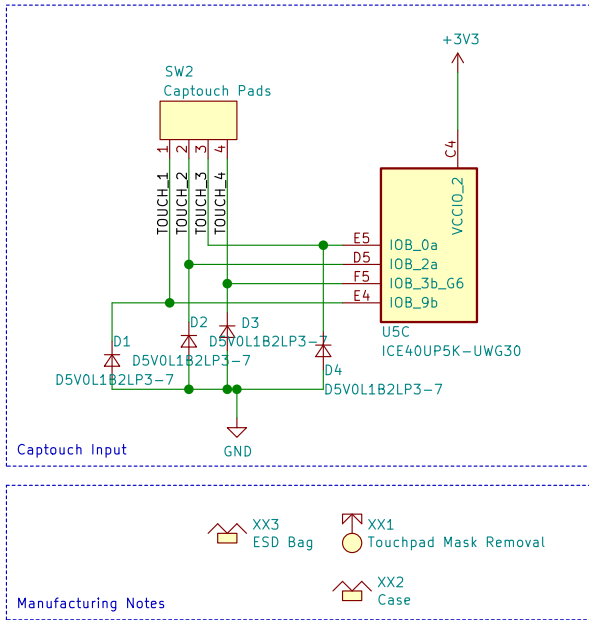 +3V3
SW2
Captouch Pads
1
2
3
4
TOUCH_1
TOUCH_2
TOUCH_3
TOUCH_4
C4
VCCIO_2
E5 IOB_0a
D5 IOB_2a
F5 IOB_3b_G6
E4 IOB_9b
U5C
ICE40UP5K-UWG30
D1
D5V0L1B2LP3-7
D2
D5V0L1B2LP3-7
D3
D5V0L1B2LP3-7
D4
D5V0L1B2LP3-7
GND
Captouch Input
XX3
ESD Bag
XX1
Touchpad Mask Removal
XX2
Case
Manufacturing Notes